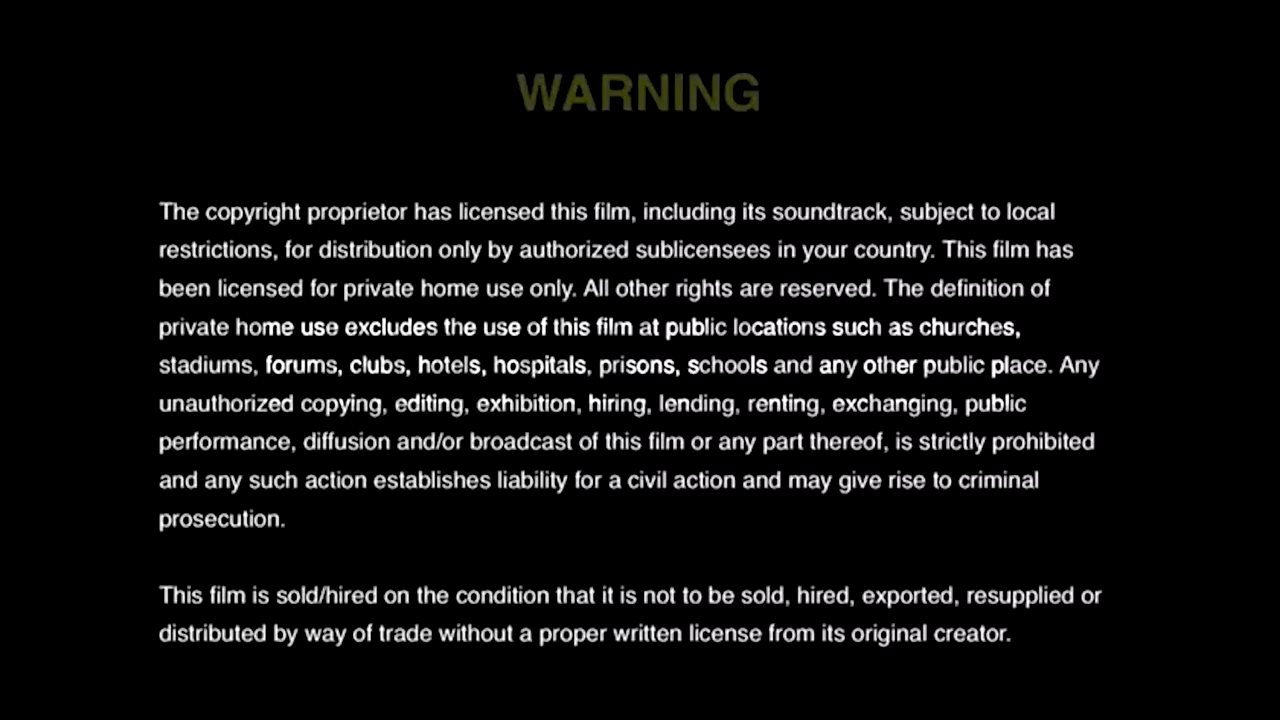 WARNING
The copyright proprietor has licensed this film, including its soundtrack, subject to local
restrictions, for distribution only by authorized sublicensees in your country. This film has
been licensed for private home use only. All other rights are reserved. The definition of
private home use excludes the use of this film at public locations such as churches,
stadiums, forums, clubs, hotels, hospitals, prisons, schools and any other public place. Any
unauthorized copying, editing, exhibition, hiring, lending, renting, exchanging, public
performance, diffusion and/or broadcast of this film or any part thereof, is strictly prohibited
and any such action establishes liability for a civil action and may give rise to criminal
prosecution.
This film is sold/hired on the condition that it is not to be sold, hired, exported, resupplied or
distributed by way of trade without a proper written license from its original creator.